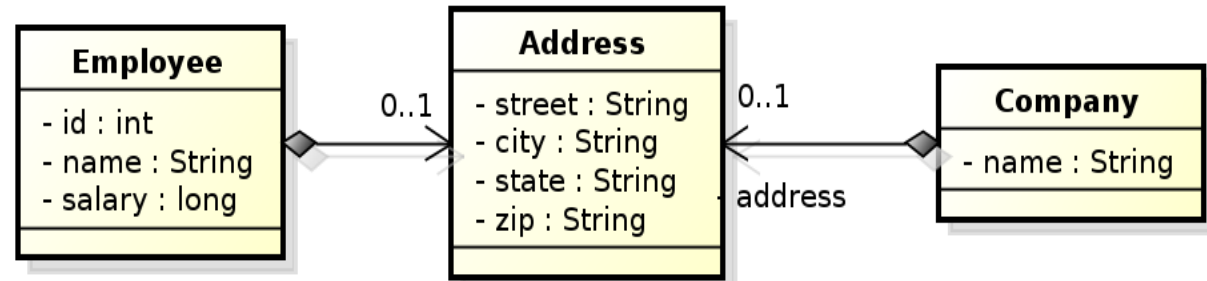 Employee
- id : int
- name : String
- salary : long
0..1
Address
- street : String
- city : String
- state : String
- zip : String
0..1
- address
Company
- name : String